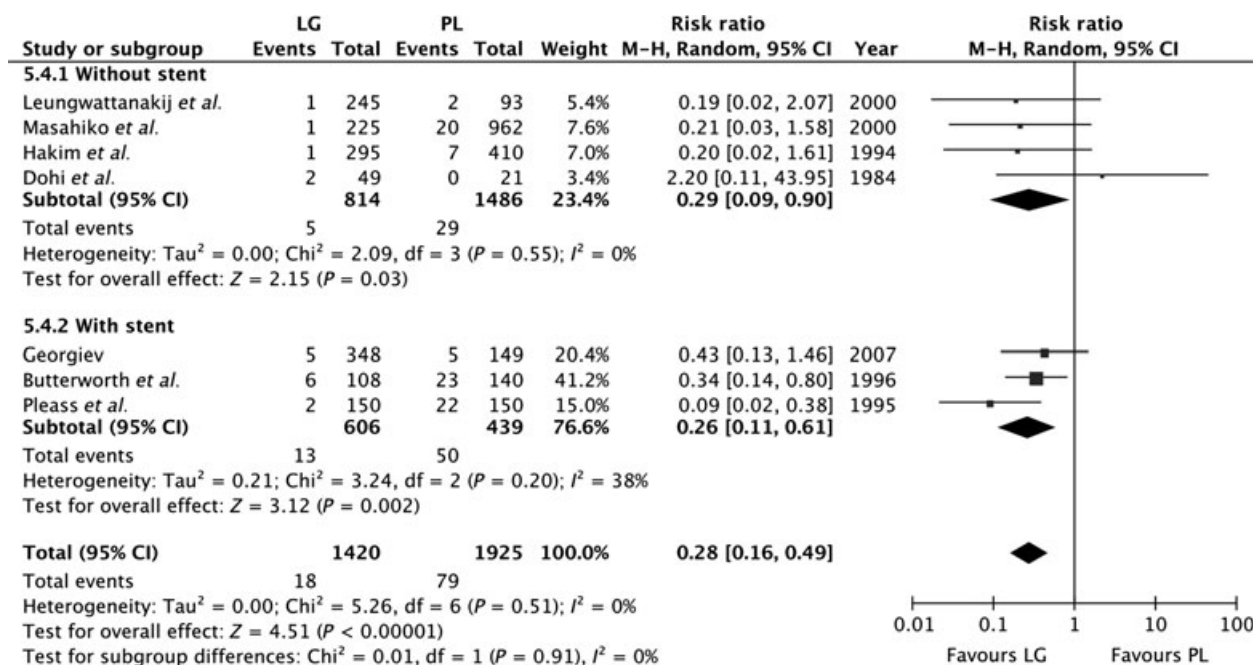 LG PL Risk ratio Risk ratio
Study or subgroup Events Total Events Total Weight M–H, Random, 95% CI Year M–H, Random, 95% CI
5.4.1 Without stent
Leungwattanakij et al. 1 245 2 93 5.4% 0.19 [0.02, 2.07] 2000
Masahiko et al. 1 225 20 962 7.6% 0.21 [0.03, 1.58] 2000
Hakim et al. 1 295 7 410 7.0% 0.20 [0.02, 1.61] 1994
Dohi et al. 2 49 0 21 3.4% 2.20 [0.11, 43.95] 1984
Subtotal (95% CI) 814 1486 23.4% 0.29 [0.09, 0.90]
Total events 5 29
Heterogeneity: Tau² = 0.00; Chi² = 2.09, df = 3 (P = 0.55); I² = 0%
Test for overall effect: Z = 2.15 (P = 0.03)
5.4.2 With stent
Georgiev 5 348 5 149 20.4% 0.43 [0.13, 1.46] 2007
Butterworth et al. 6 108 23 140 41.2% 0.34 [0.14, 0.80] 1996
Pleass et al. 2 150 22 150 15.0% 0.09 [0.02, 0.38] 1995
Subtotal (95% CI) 606 439 76.6% 0.26 [0.11, 0.61]
Total events 13 50
Heterogeneity: Tau² = 0.21; Chi² = 3.24, df = 2 (P = 0.20); I² = 38%
Test for overall effect: Z = 3.12 (P = 0.002)
Total (95% CI) 1420 1925 100.0% 0.28 [0.16, 0.49]
Total events 18 79
Heterogeneity: Tau² = 0.00; Chi² = 5.26, df = 6 (P = 0.51); I² = 0%
Test for overall effect: Z = 4.51 (P < 0.00001)
Test for subgroup differences: Chi² = 0.01, df = 1 (P = 0.91), I² = 0%
0.01 0.1 1 10 100
Favours LG Favours PL